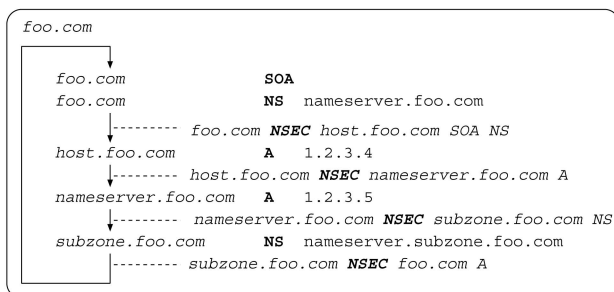 foo.com
foo.com SOA
foo.com NS nameserver.foo.com
foo.com NSEC host.foo.com SOA NS
host.foo.com A 1.2.3.4
host.foo.com NSEC nameserver.foo.com A
nameserver.foo.com A 1.2.3.5
nameserver.foo.com NSEC subzone.foo.com NS
subzone.foo.com NS nameserver.subzone.foo.com
subzone.foo.com NSEC foo.com A